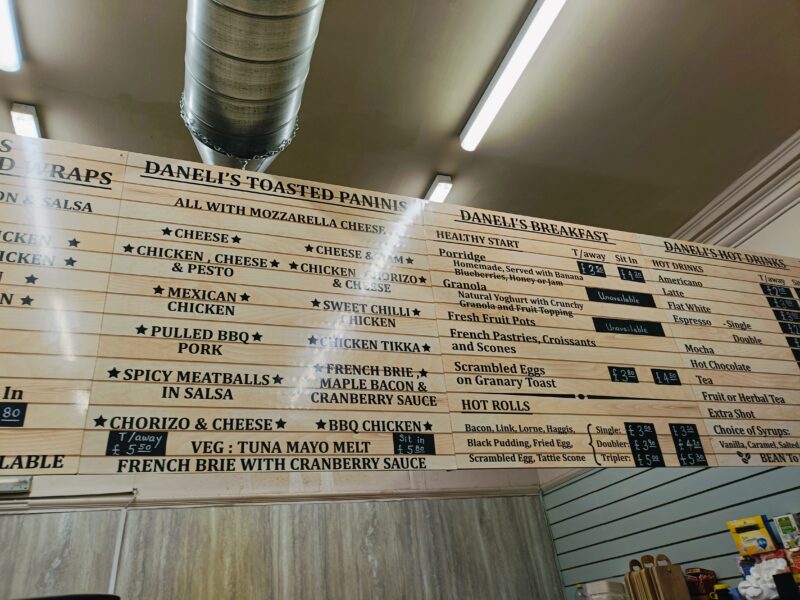 S
D WRAPS
ON & SALSA
ICKEN ★
CKEN ★
N ★
N ★
In
80
LABLE
DANELI'S TOASTED PANINIS
ALL WITH MOZZARELLA CHEESE
★ CHEESE ★
★ CHICKEN, CHEESE ★
& PESTO
★ MEXICAN ★
CHICKEN
★ PULLED BBQ ★
PORK
★ SPICY MEATBALLS ★
IN SALSA
★ CHORIZO & CHEESE ★
★ CHEESE & HAM ★
★ CHICKEN, CHORIZO ★
& CHEESE
★ SWEET CHILLI ★
CHICKEN
★ CHICKEN TIKKA ★
★ FRENCH BRIE, ★
MAPLE BACON &
CRANBERRY SAUCE
★ BBQ CHICKEN ★
T/away
£5.50
VEG : TUNA MAYO MELT
Sit in
£5.80
FRENCH BRIE WITH CRANBERRY SAUCE
DANELI'S BREAKFAST
HEALTHY START
T/away Sit In
Porridge
Homemade, Served with Banana
Blueberries, Honey or Jam
Granola
Natural Yoghurt with Crunchy Unavailable
Granola and Fruit Topping
Fresh Fruit Pots Unavailable
French Pastries, Croissants
and Scones
Scrambled Eggs
on Granary Toast
HOT ROLLS
Bacon, Link, Lorne, Haggis, Single:
Black Pudding, Fried Egg, Doubler:
Scrambled Egg, Tattie Scone Tripler:
DANELI'S HOT DRINKS
HOT DRINKS
T/away S
Americano
Latte
Flat White
Espresso - Single
Double
Mocha
Hot Chocolate
Tea
Fruit or Herbal Tea
Extra Shot
Choice of Syrups:
Vanilla, Caramel, Salted
BEAN TO